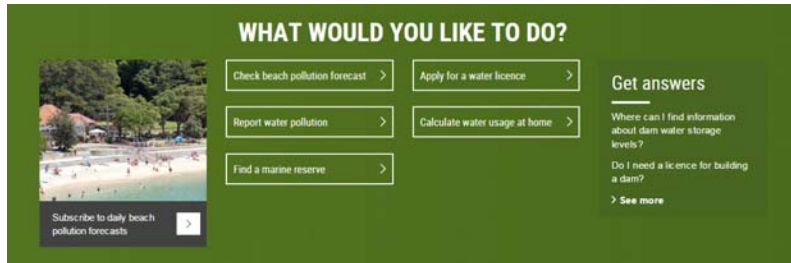 WHAT WOULD YOU LIKE TO DO?
Subscribe to daily beach
pollution forecasts
Check beach pollution forecast
Report water pollution
Find a marine reserve
Apply for a water licence
Calculate water usage at home
Get answers
Where can I find information
about dam water storage
levels?
Do I need a licence for building
a dam?
See more